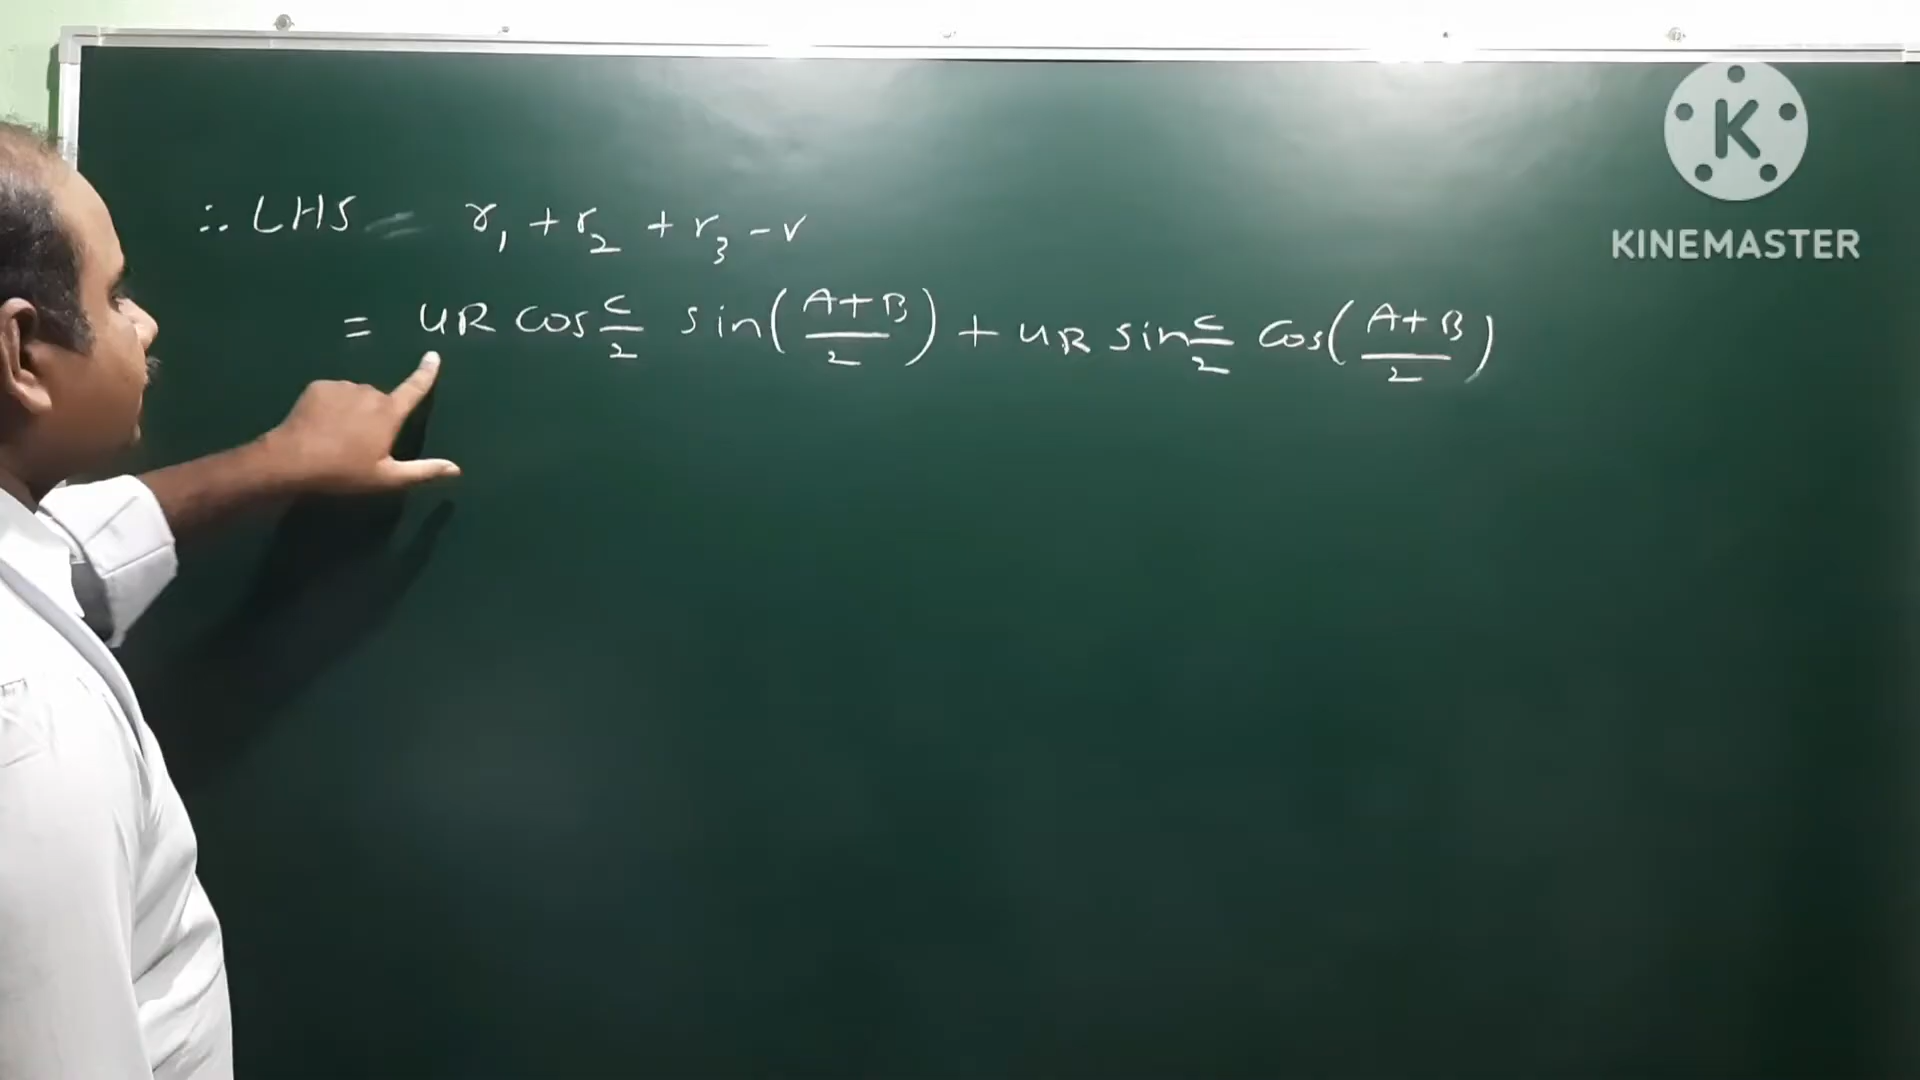 K
KINEMASTER
∴ LHS = r₁ + r₂ + r₃ - r
= 4R cos C/2 sin(A+B/2) + 4R sin C/2 cos(A+B/2)